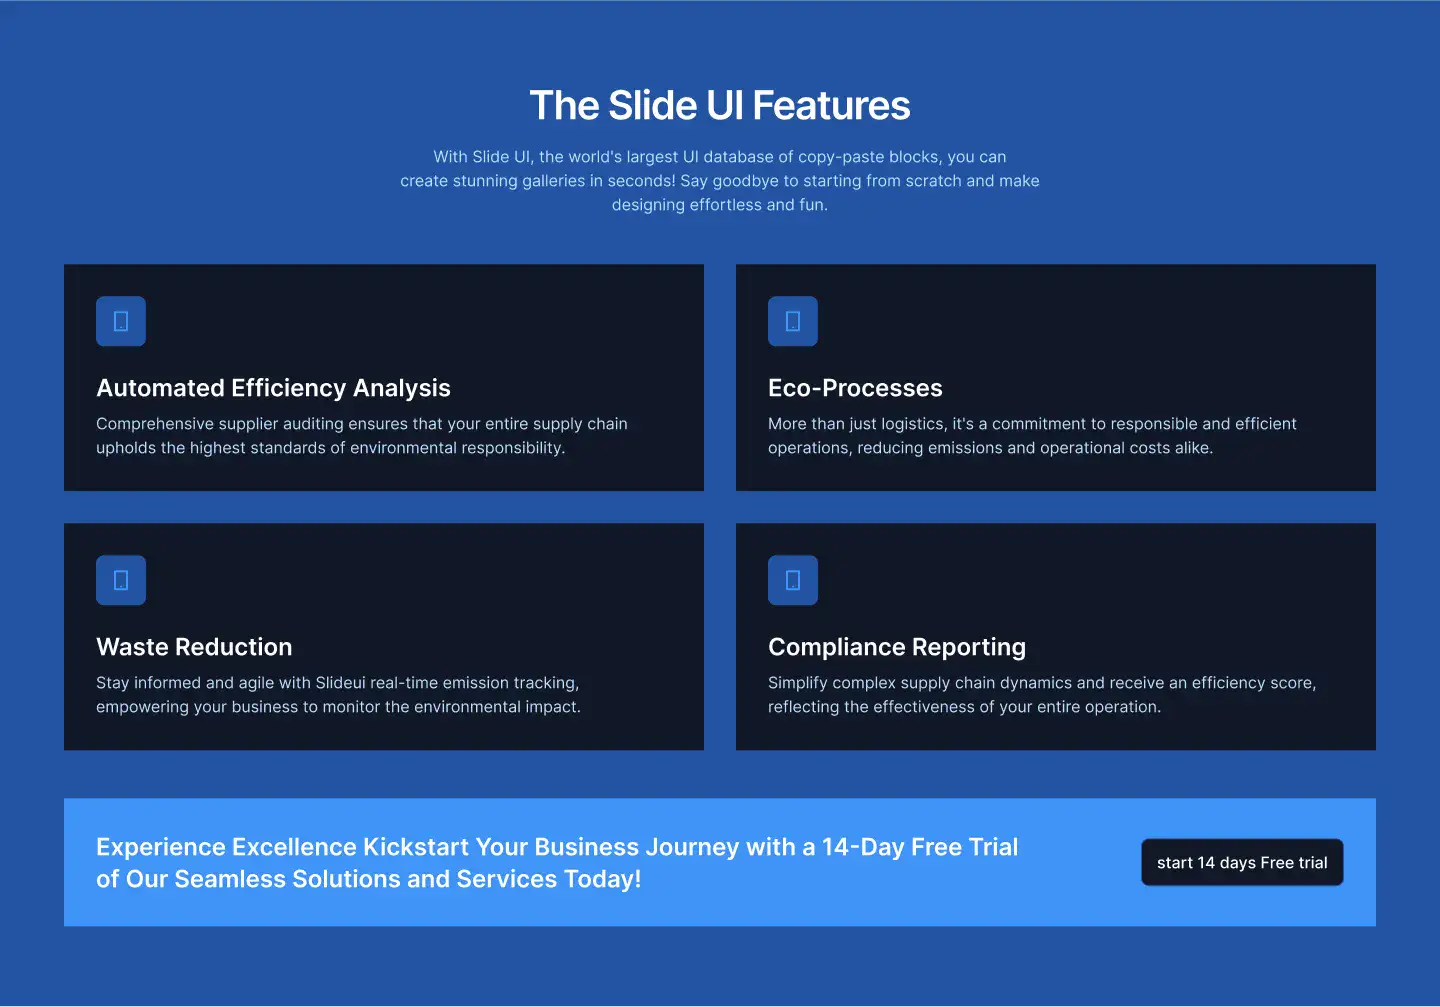 The Slide UI Features
With Slide UI, the world's largest UI database of copy-paste blocks, you can
create stunning galleries in seconds! Say goodbye to starting from scratch and make
designing effortless and fun.
Automated Efficiency Analysis
Comprehensive supplier auditing ensures that your entire supply chain
upholds the highest standards of environmental responsibility.
Eco-Processes
More than just logistics, it's a commitment to responsible and efficient
operations, reducing emissions and operational costs alike.
Waste Reduction
Stay informed and agile with Slideui real-time emission tracking,
empowering your business to monitor the environmental impact.
Compliance Reporting
Simplify complex supply chain dynamics and receive an efficiency score,
reflecting the effectiveness of your entire operation.
Experience Excellence Kickstart Your Business Journey with a 14-Day Free Trial
of Our Seamless Solutions and Services Today!
start 14 days Free trial